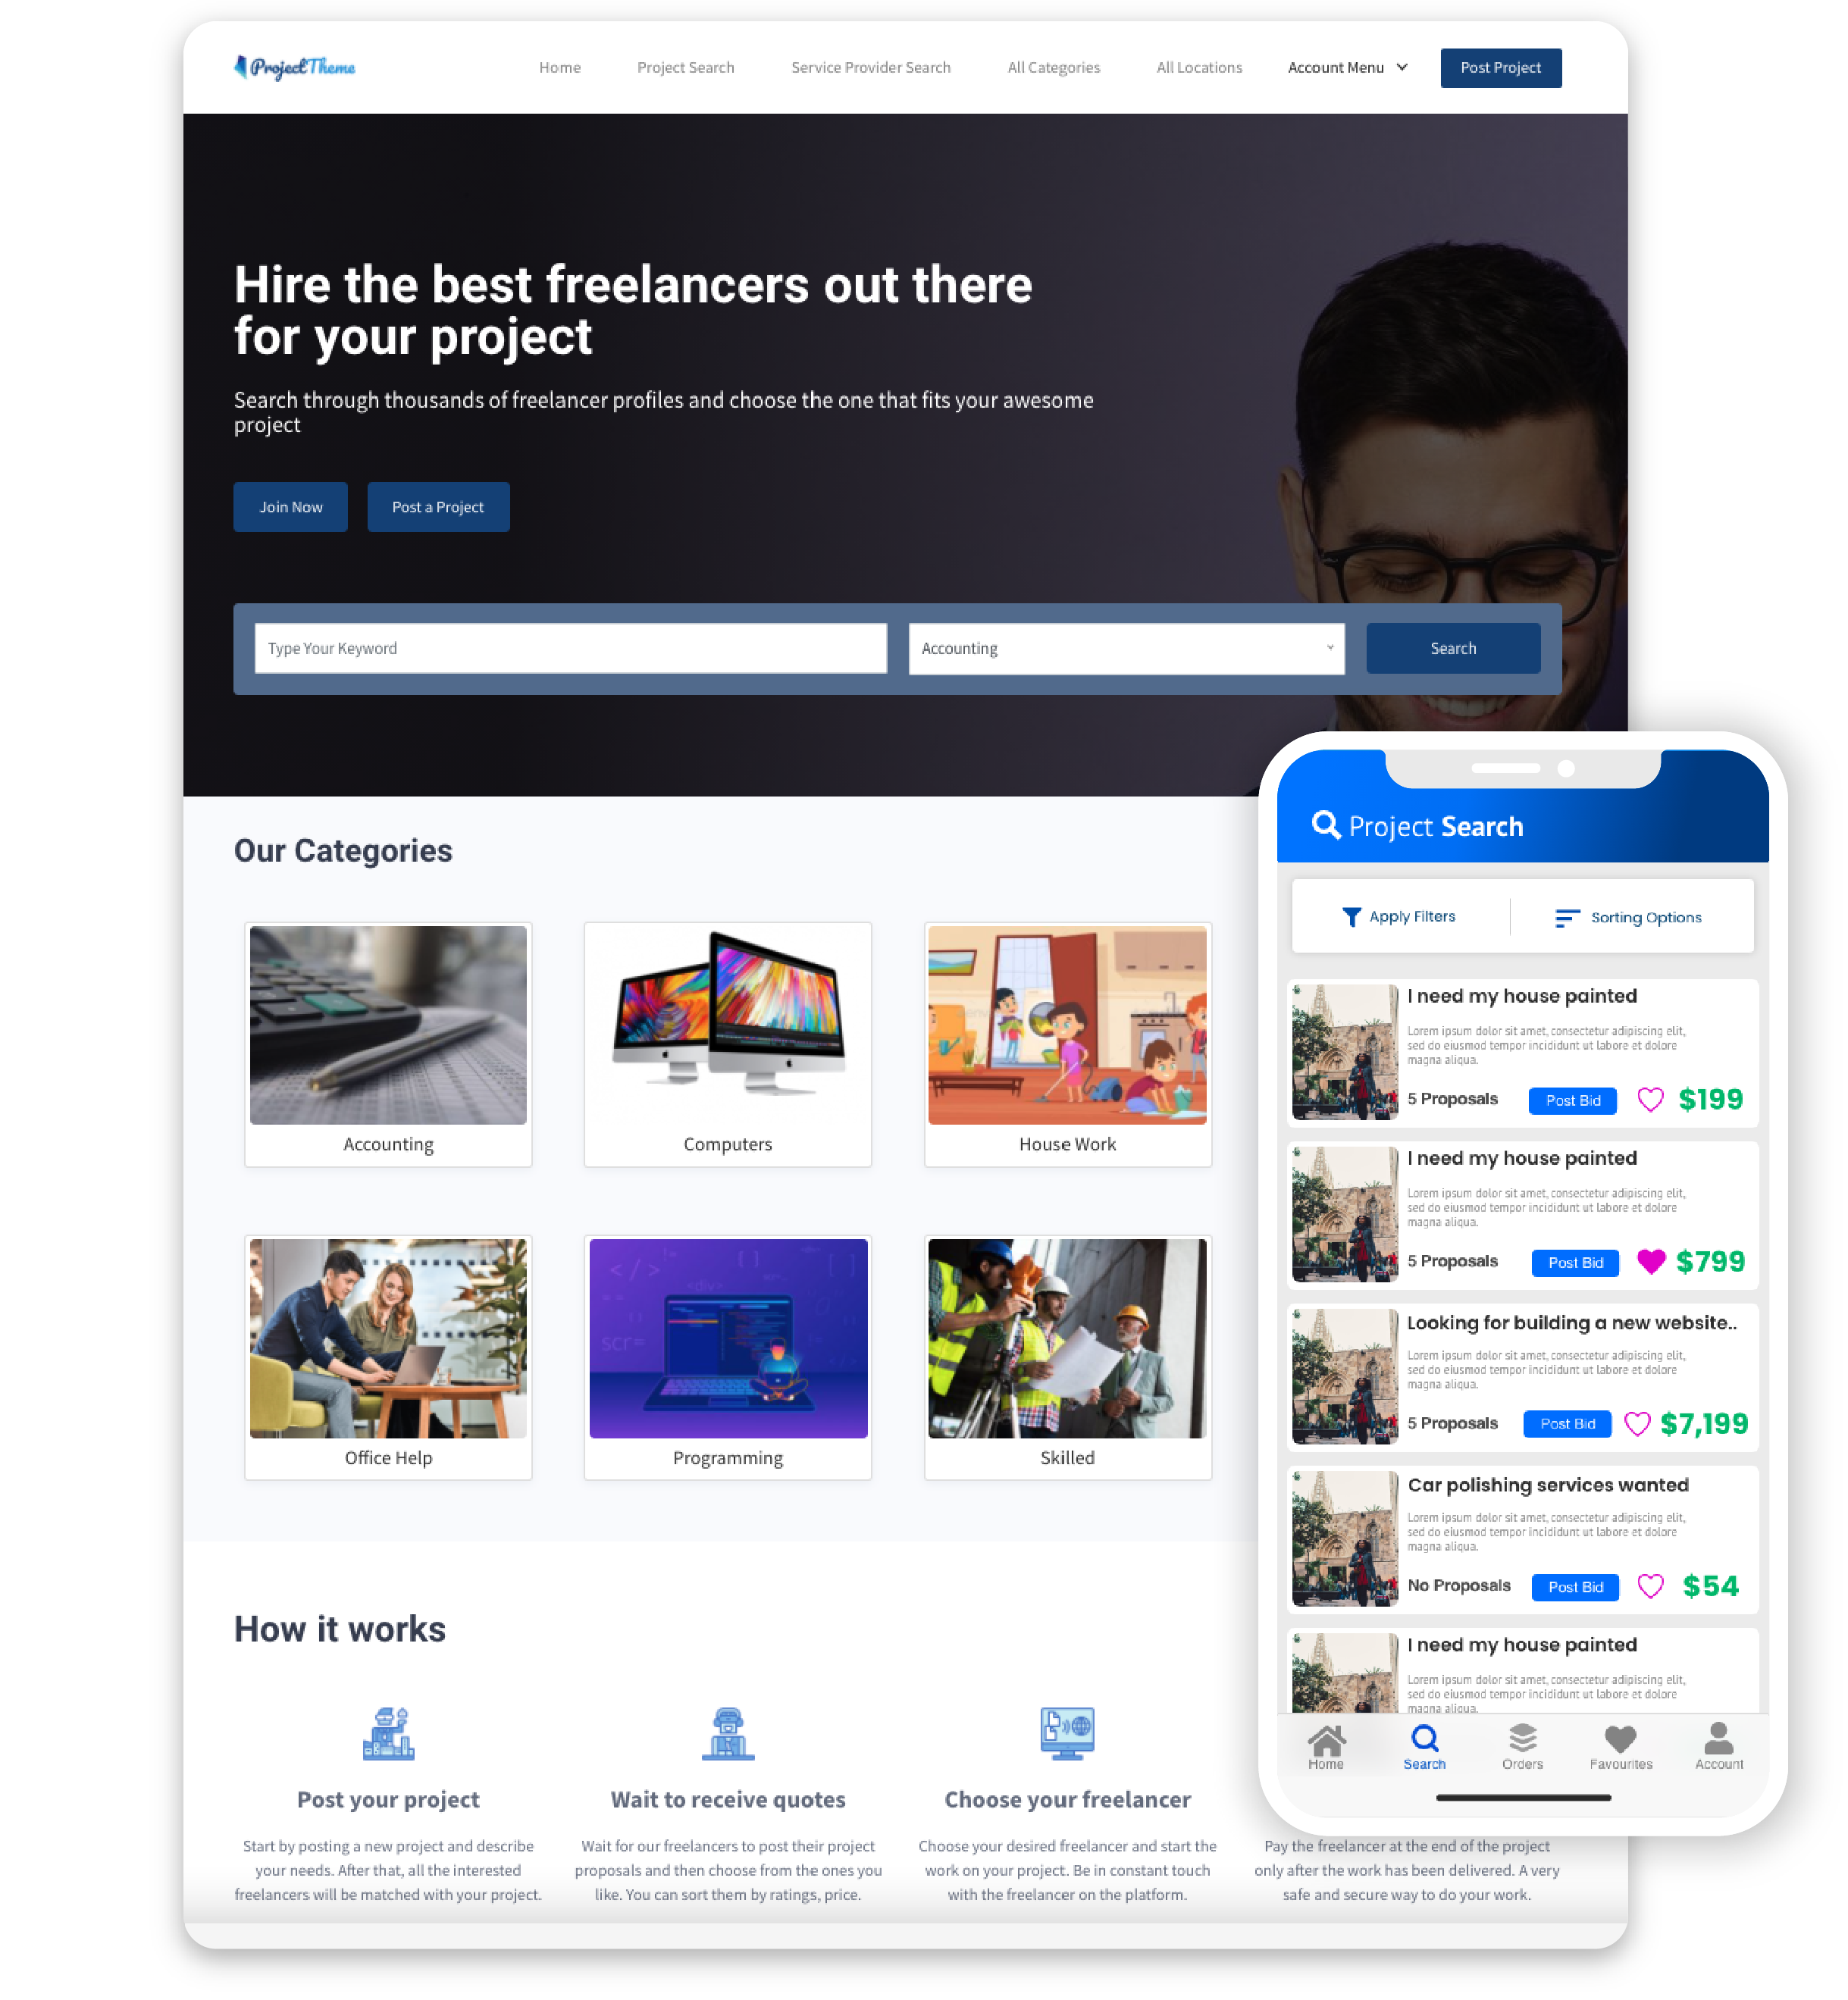 ProjectTheme
Home
Project Search
Service Provider Search
All Categories
All Locations
Account Menu
Post Project
Hire the best freelancers out there
for your project
Search through thousands of freelancer profiles and choose the one that fits your awesome
project
Join Now
Post a Project
Type Your Keyword
Accounting
Search
Our Categories
Accounting
Computers
House Work
Office Help
Programming
Skilled
How it works
Post your project
Start by posting a new project and describe
your needs. After that, all the interested
freelancers will be matched with your project.
Wait to receive quotes
Wait for our freelancers to post their project
proposals and then choose from the ones you
like. You can sort them by ratings, price.
Choose your freelancer
Choose your desired freelancer and start the
work on your project. Be in constant touch
with the freelancer on the platform.
Pay the freelancer at the end of the project
only after the work has been delivered. A very
safe and secure way to do your work.
Project Search
Apply Filters
Sorting Options
I need my house painted
Lorem ipsum dolor sit amet, consectetur adipiscing elit,
sed do eiusmod tempor incididunt ut labore et dolore
magna aliqua.
5 Proposals
Post Bid
$199
I need my house painted
Lorem ipsum dolor sit amet, consectetur adipiscing elit,
sed do eiusmod tempor incididunt ut labore et dolore
magna aliqua.
5 Proposals
Post Bid
$799
Looking for building a new website..
Lorem ipsum dolor sit amet, consectetur adipiscing elit,
sed do eiusmod tempor incididunt ut labore et dolore
magna aliqua.
5 Proposals
Post Bid
$7,199
Car polishing services wanted
Lorem ipsum dolor sit amet, consectetur adipiscing elit,
sed do eiusmod tempor incididunt ut labore et dolore
magna aliqua.
No Proposals
Post Bid
$54
I need my house painted
Lorem ipsum dolor sit amet, consectetur adipiscing elit,
sed do eiusmod tempor incididunt ut labore et dolore
magna aliqua.
Home
Search
Orders
Favourites
Account